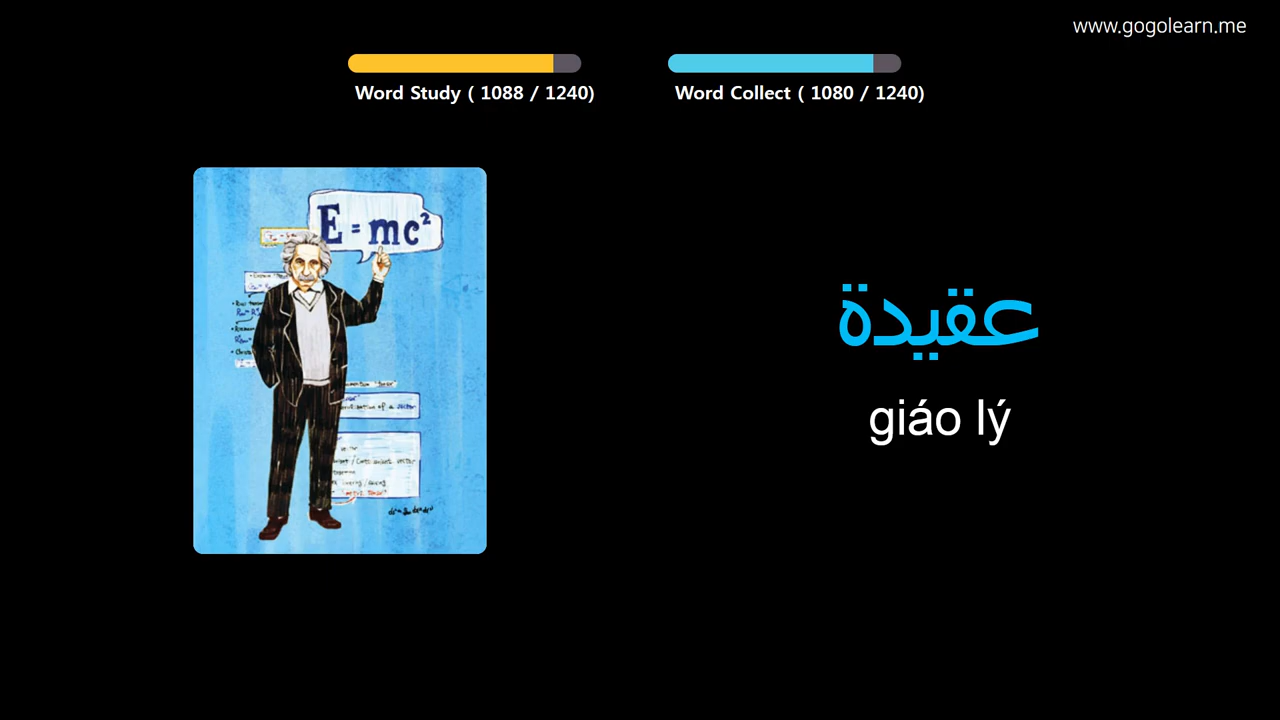 www.gogolearn.me
Word Study ( 1088 / 1240)
Word Collect ( 1080 / 1240)
E = mc²
عقيدة
giáo lý